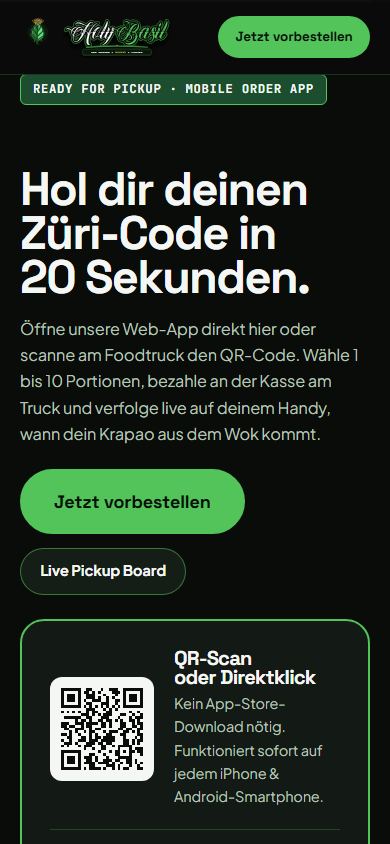 Holy Basil
Jetzt vorbestellen
READY FOR PICKUP · MOBILE ORDER APP
Hol dir deinen
Züri-Code in
20 Sekunden.
Öffne unsere Web-App direkt hier oder
scanne am Foodtruck den QR-Code. Wähle 1
bis 10 Portionen, bezahle an der Kasse am
Truck und verfolge live auf deinem Handy,
wann dein Krapao aus dem Wok kommt.
Jetzt vorbestellen
Live Pickup Board
QR-Scan
oder Direktklick
Kein App-Store-
Download nötig.
Funktioniert sofort auf
jedem iPhone &
Android-Smartphone.